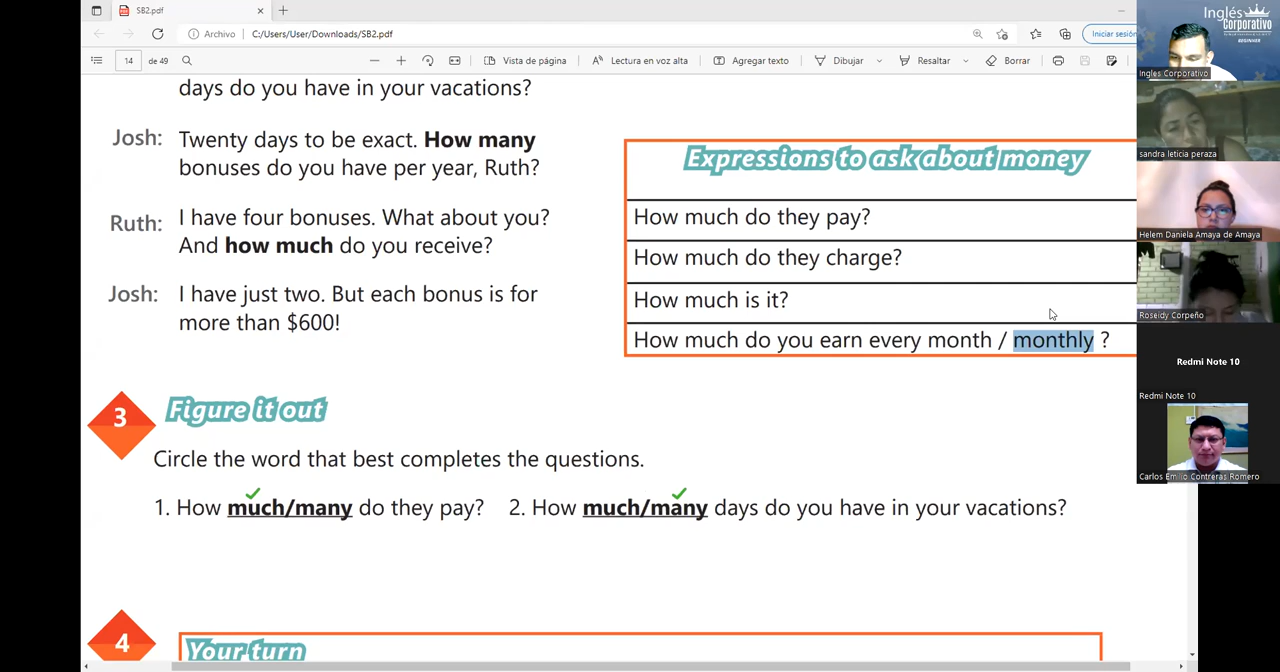 SB2.pdf
Archivo
C:/Users/User/Downloads/SB2.pdf
Iniciar sesión
14 de 49
Vista de página
Lectura en voz alta
Agregar texto
Dibujar
Resaltar
Borrar
days do you have in your vacations?
Josh: Twenty days to be exact. How many
bonuses do you have per year, Ruth?
Ruth: I have four bonuses. What about you?
And how much do you receive?
Josh: I have just two. But each bonus is for
more than $600!
Expressions to ask about money
How much do they pay?
How much do they charge?
How much is it?
How much do you earn every month / monthly ?
3 Figure it out
Circle the word that best completes the questions.
1. How much/many do they pay? 2. How much/many days do you have in your vacations?
4 Your turn
Inglés
Corporativo
BEGINNER
Ingles Corporativo
sandra leticia peraza
Helem Daniela Amaya de Amaya
Roseidy Corpeño
Redmi Note 10
Redmi Note 10
Carlos Emilio Contreras Romero